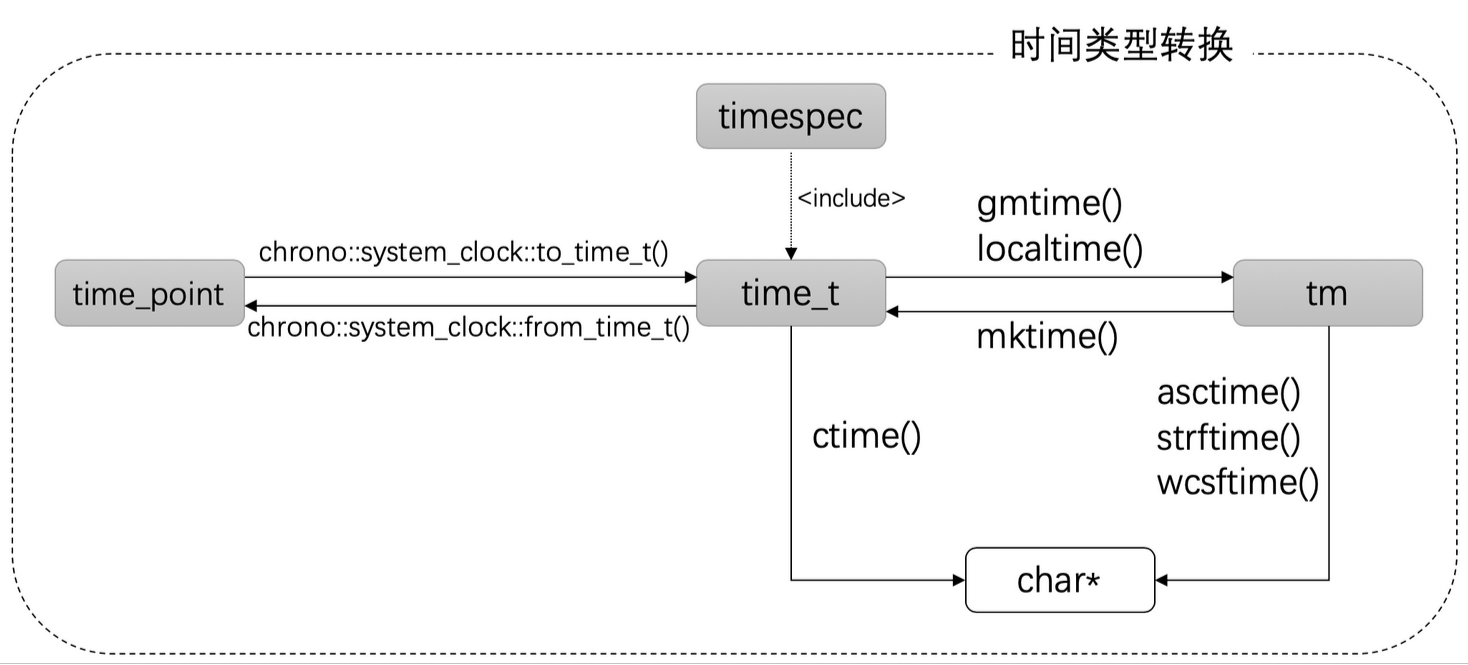 时间类型转换
timespec
<include>
gmtime()
localtime()
chrono::system_clock::to_time_t()
time_point
time_t
tm
chrono::system_clock::from_time_t()
mktime()
asctime()
ctime()
strftime()
wcsftime()
char*